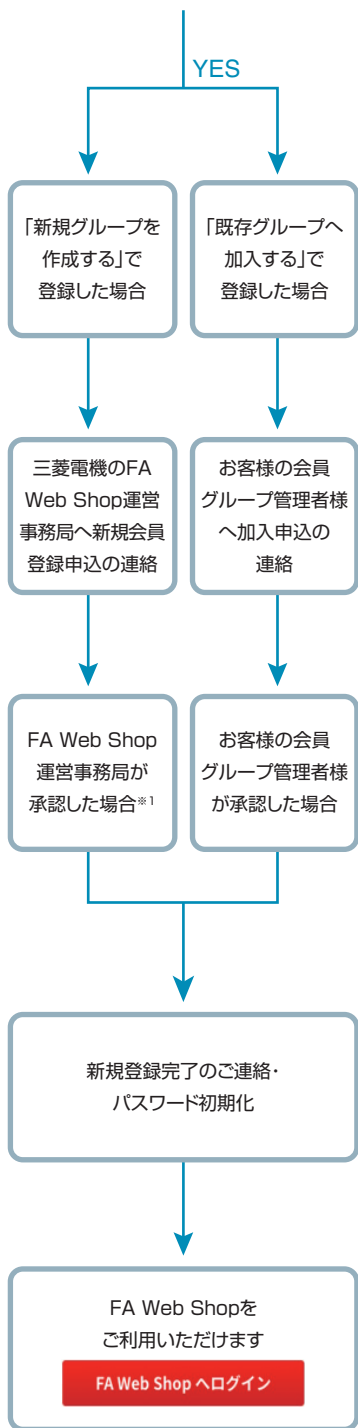 YES
「新規グループを
作成する」で
登録した場合
「既存グループへ
加入する」で
登録した場合
三菱電機のFA
Web Shop運営
事務局へ新規会員
登録申込の連絡
お客様の会員
グループ管理者様
へ加入申込の
連絡
FA Web Shop
運営事務局が
承認した場合※1
お客様の会員
グループ管理者様
が承認した場合
新規登録完了のご連絡・
パスワード初期化
FA Web Shopを
ご利用いただけます
FA Web Shop へログイン